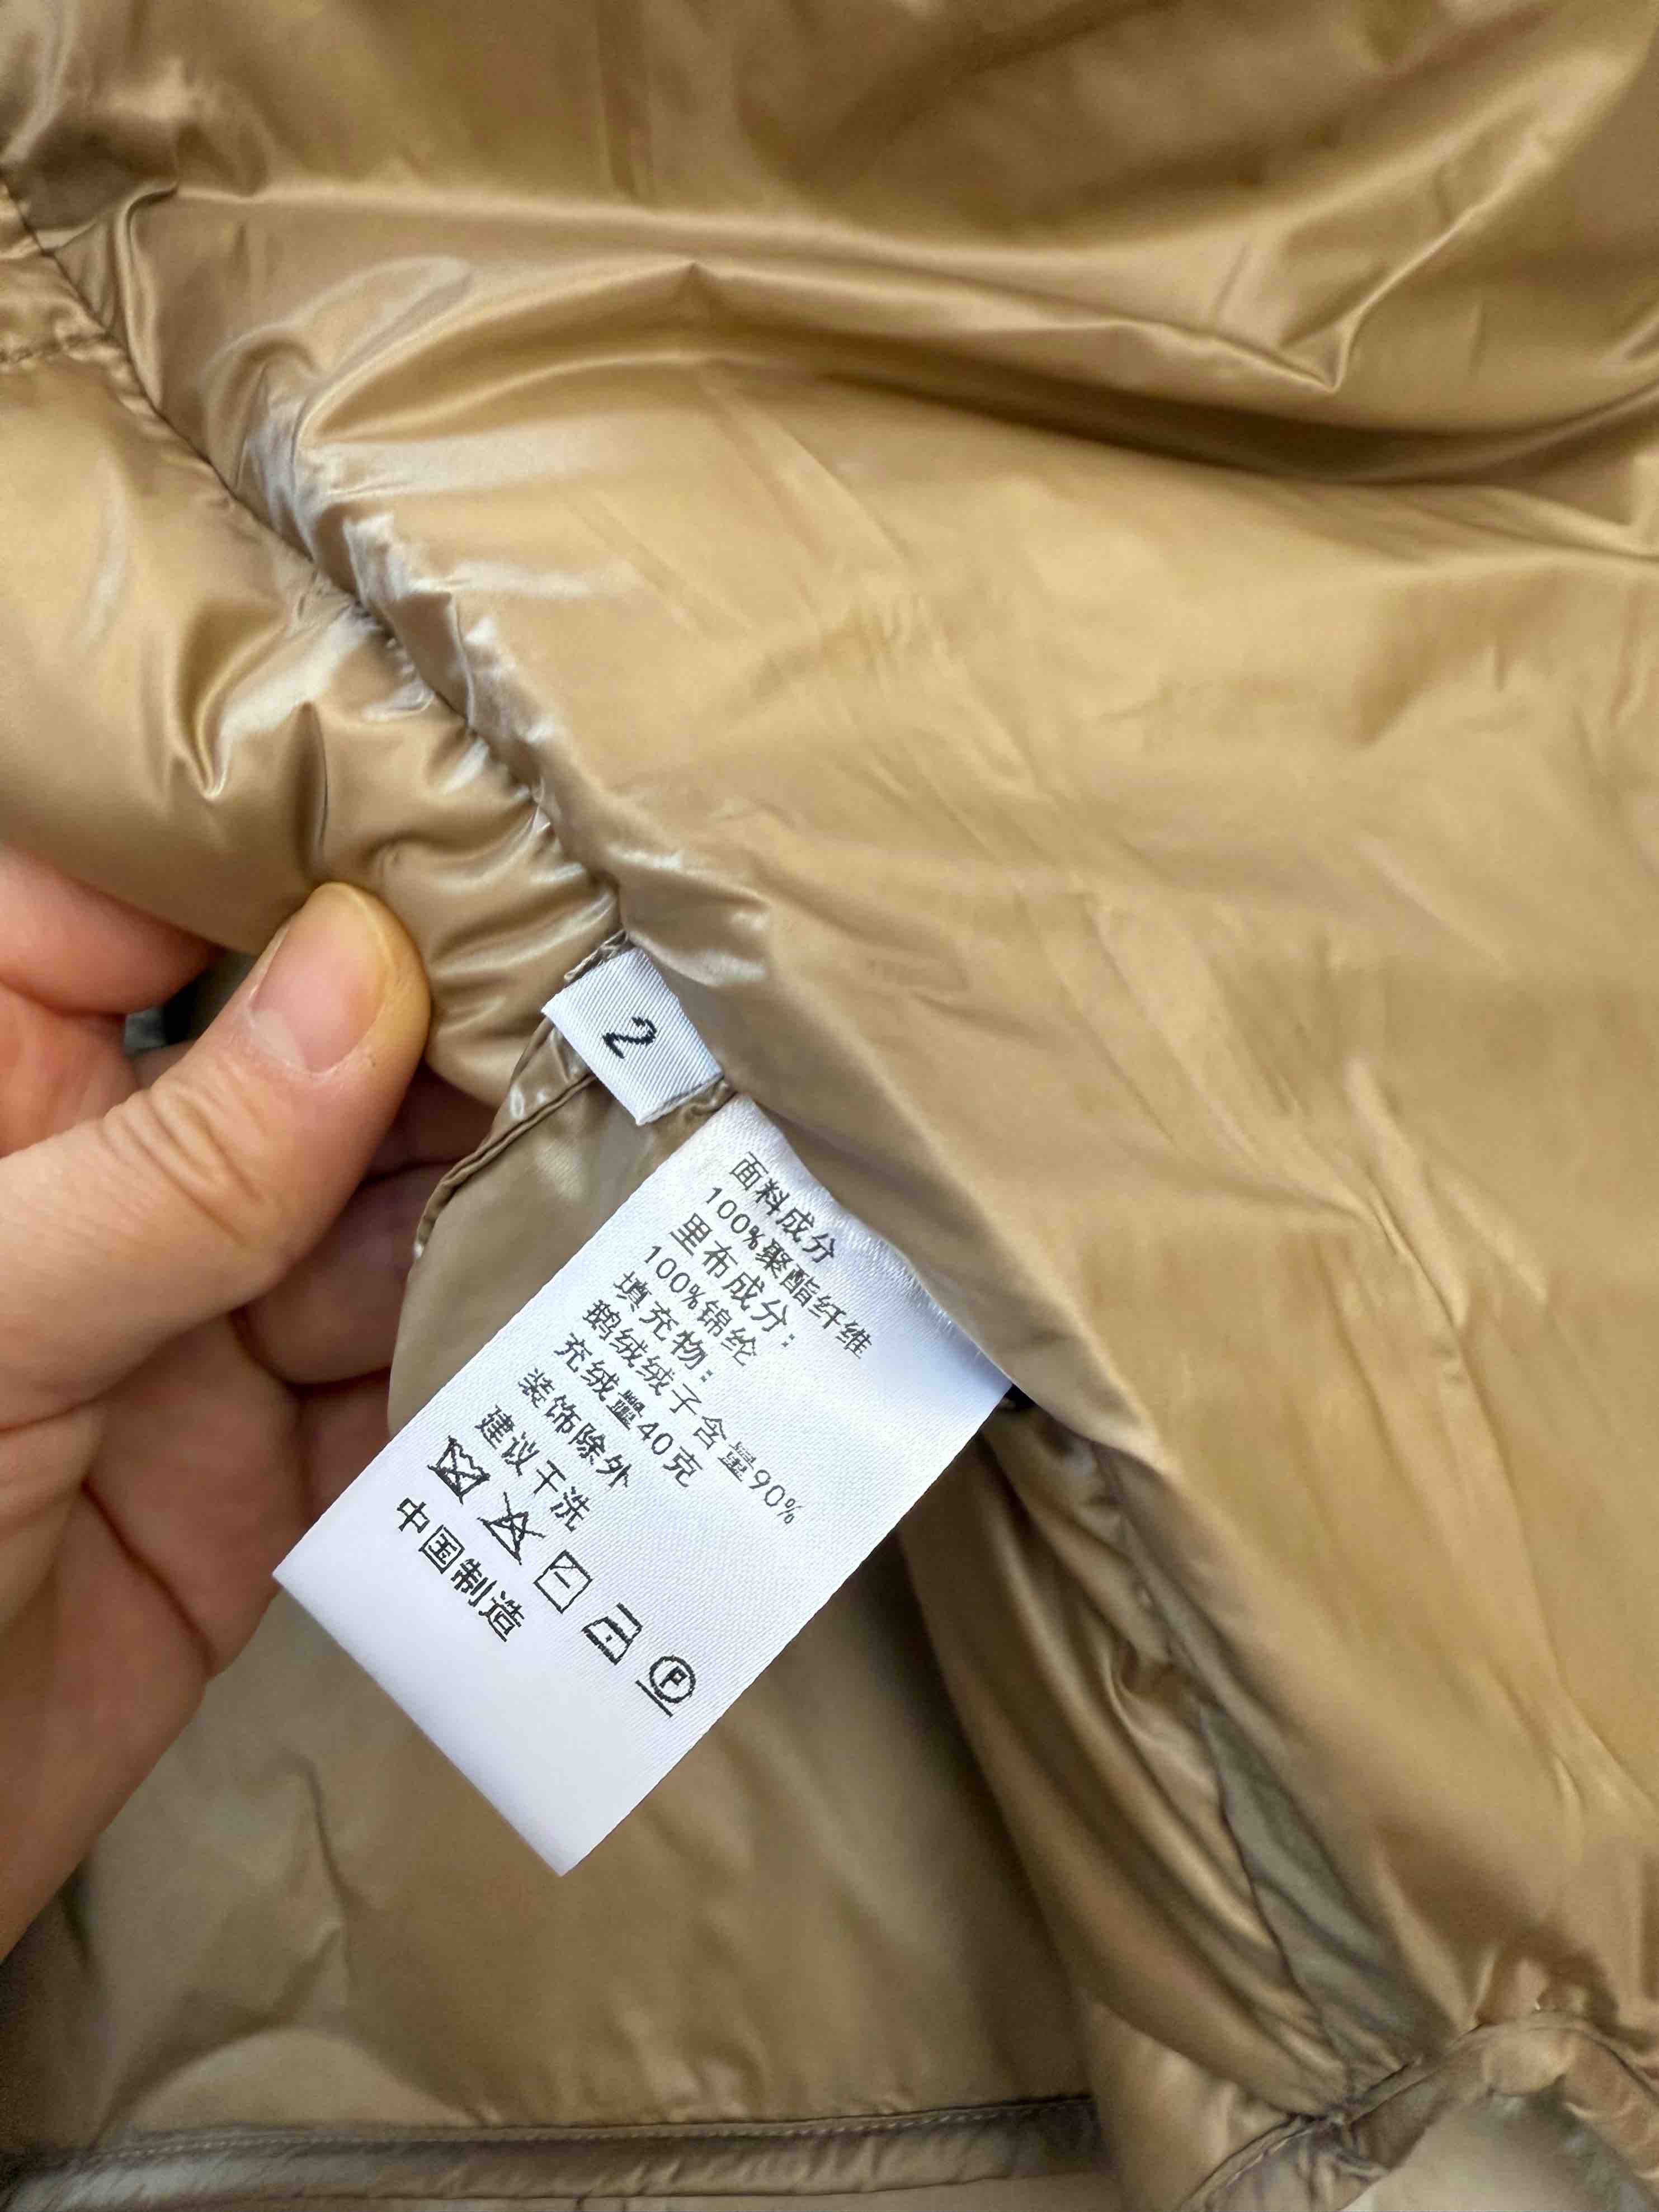 2
面料成分
100%聚酯纤维
里布成分：
100%锦纶
填充物：
鹅绒绒子含量90%
充绒量40克
装饰除外
建议干洗
P
中国制造